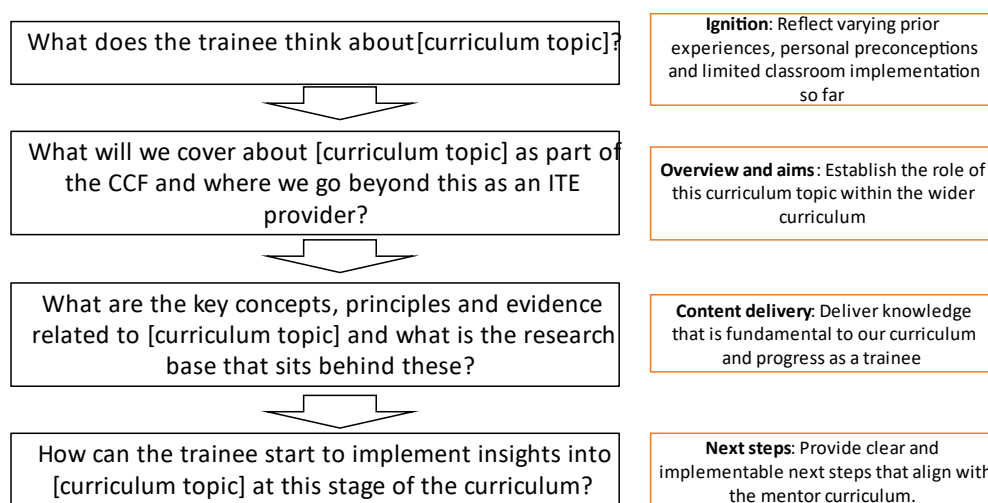 What does the trainee think about [curriculum topic]?
Ignition: Reflect varying prior
experiences, personal preconceptions
and limited classroom implementation
so far
What will we cover about [curriculum topic] as part of
the CCF and where we go beyond this as an ITE
provider?
Overview and aims: Establish the role of
this curriculum topic within the wider
curriculum
What are the key concepts, principles and evidence
related to [curriculum topic] and what is the research
base that sits behind these?
Content delivery: Deliver knowledge
that is fundamental to our curriculum
and progress as a trainee
How can the trainee start to implement insights into
[curriculum topic] at this stage of the curriculum?
Next steps: Provide clear and
implementable next steps that align with
the mentor curriculum.